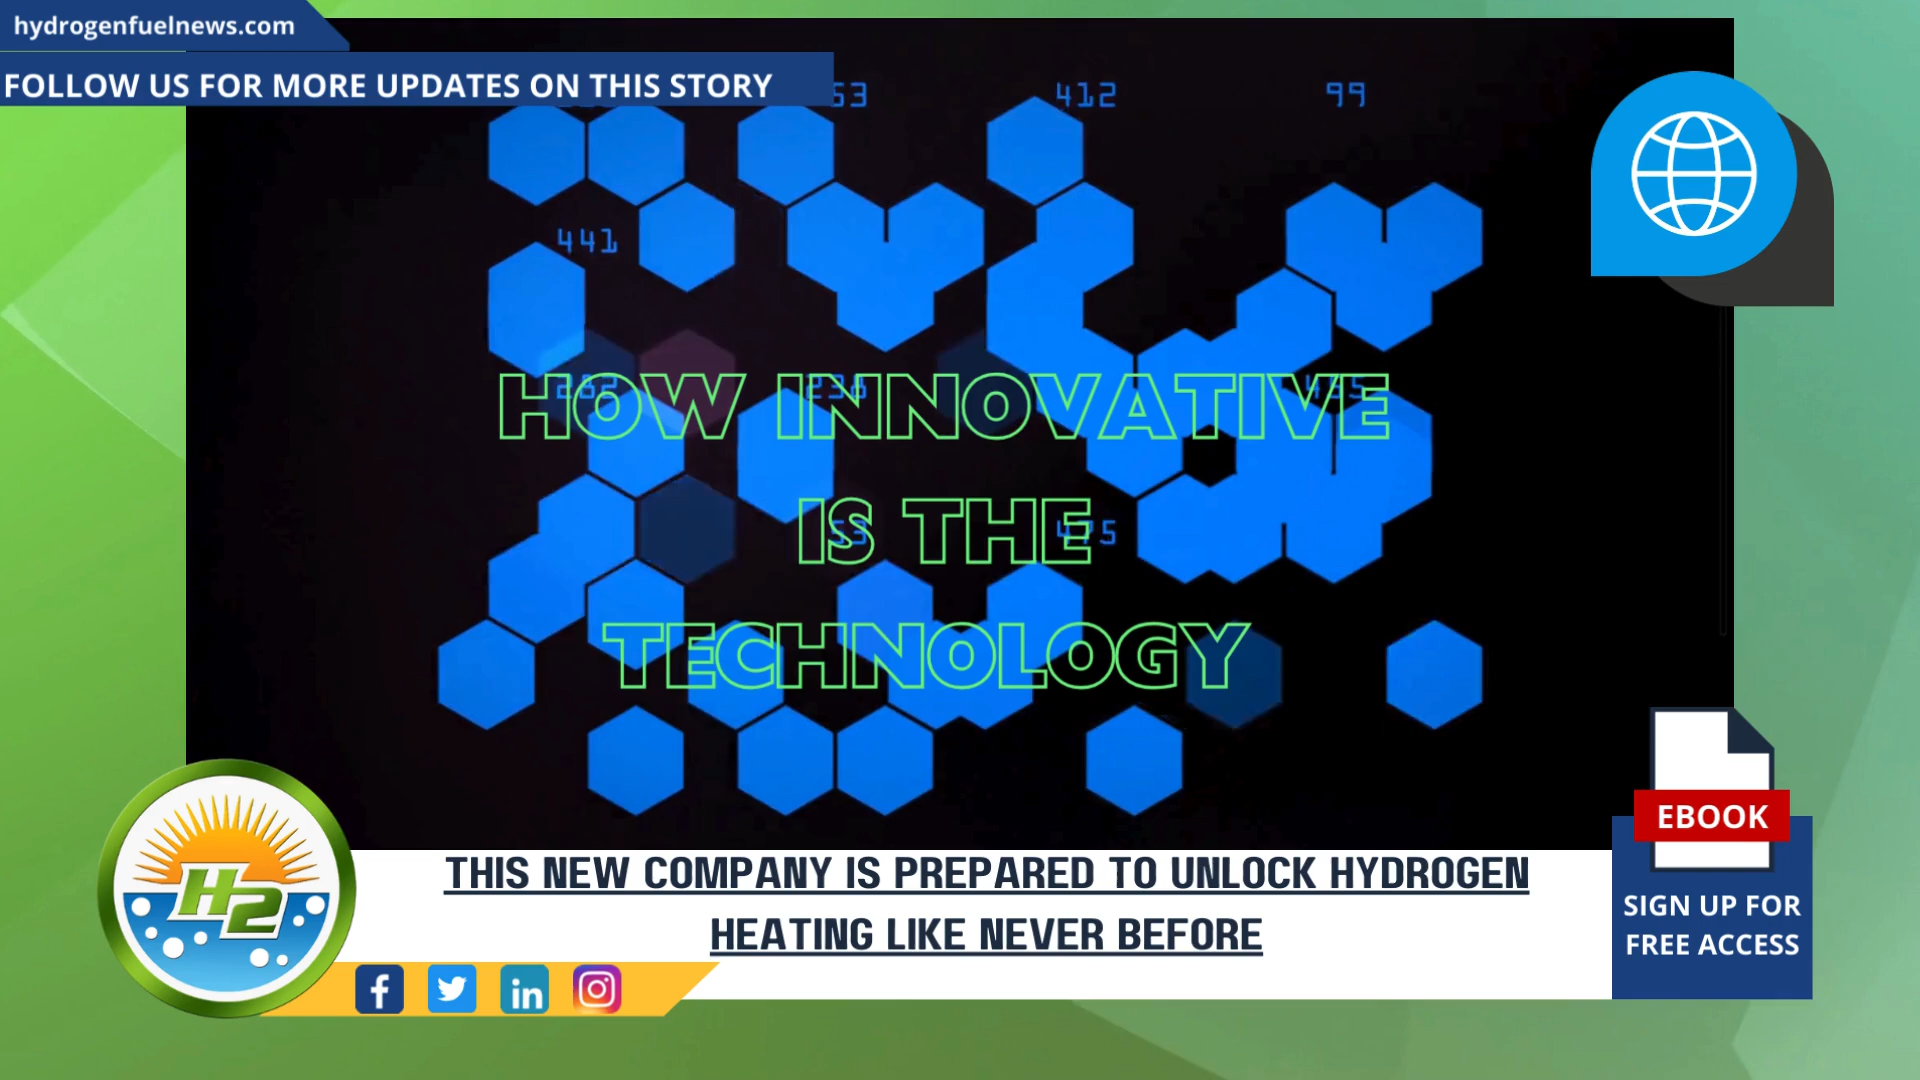 hydrogenfuelnews.com
FOLLOW US FOR MORE UPDATES ON THIS STORY
412
99
441
HOW INNOVATIVE
IS THE
TECHNOLOGY
THIS NEW COMPANY IS PREPARED TO UNLOCK HYDROGEN
HEATING LIKE NEVER BEFORE
H2
EBOOK
SIGN UP FOR
FREE ACCESS